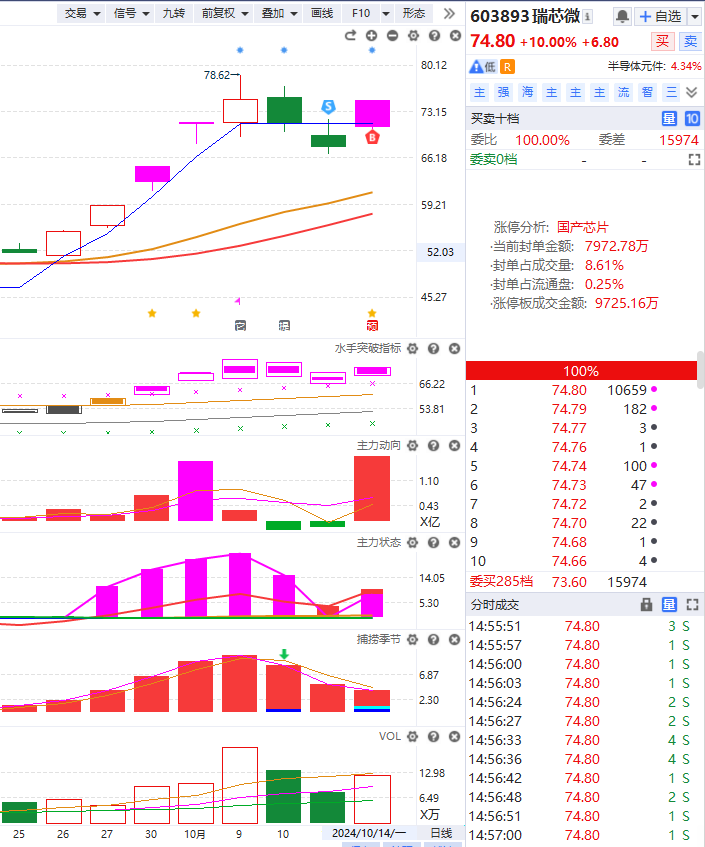 交易 信号 九转 前复权 叠加 画线 F10 形态
603893瑞芯微
自选
74.80 +10.00% +6.80
买 卖
低 R
半导体元件: 4.34%
主 强 海 主 主 主 流 智 三
买卖十档
量 10
委比 100.00% 委差 15974
委卖0档 - -
涨停分析: 国产芯片
·当前封单金额: 7972.78万
·封单占成交量: 8.61%
·封单占流通盘: 0.25%
·涨停板成交金额: 9725.16万
100%
1 74.80 10659
2 74.79 182
3 74.77 3
4 74.76 1
5 74.74 100
6 74.73 47
7 74.72 2
8 74.70 22
9 74.68 1
10 74.66 4
委买285档 73.60 15974
分时成交
量
14:55:51 74.80 3 S
14:55:57 74.80 1 S
14:56:00 74.80 1 S
14:56:03 74.80 1 S
14:56:24 74.80 2 S
14:56:27 74.80 2 S
14:56:33 74.80 4 S
14:56:36 74.80 4 S
14:56:42 74.80 1 S
14:56:48 74.80 2 S
14:56:51 74.80 1 S
14:57:00 74.80 1 S
80.12
78.62→
73.15
S
B
66.18
59.21
52.03
45.27
预
水手突破指标
66.22
53.81
主力动向
1.10
0.43
X亿
主力状态
14.05
5.30
捕捞季节
6.87
2.30
VOL
12.98
6.49
X万
25 26 27 30 10月 9 10 2024/10/14/一 日线